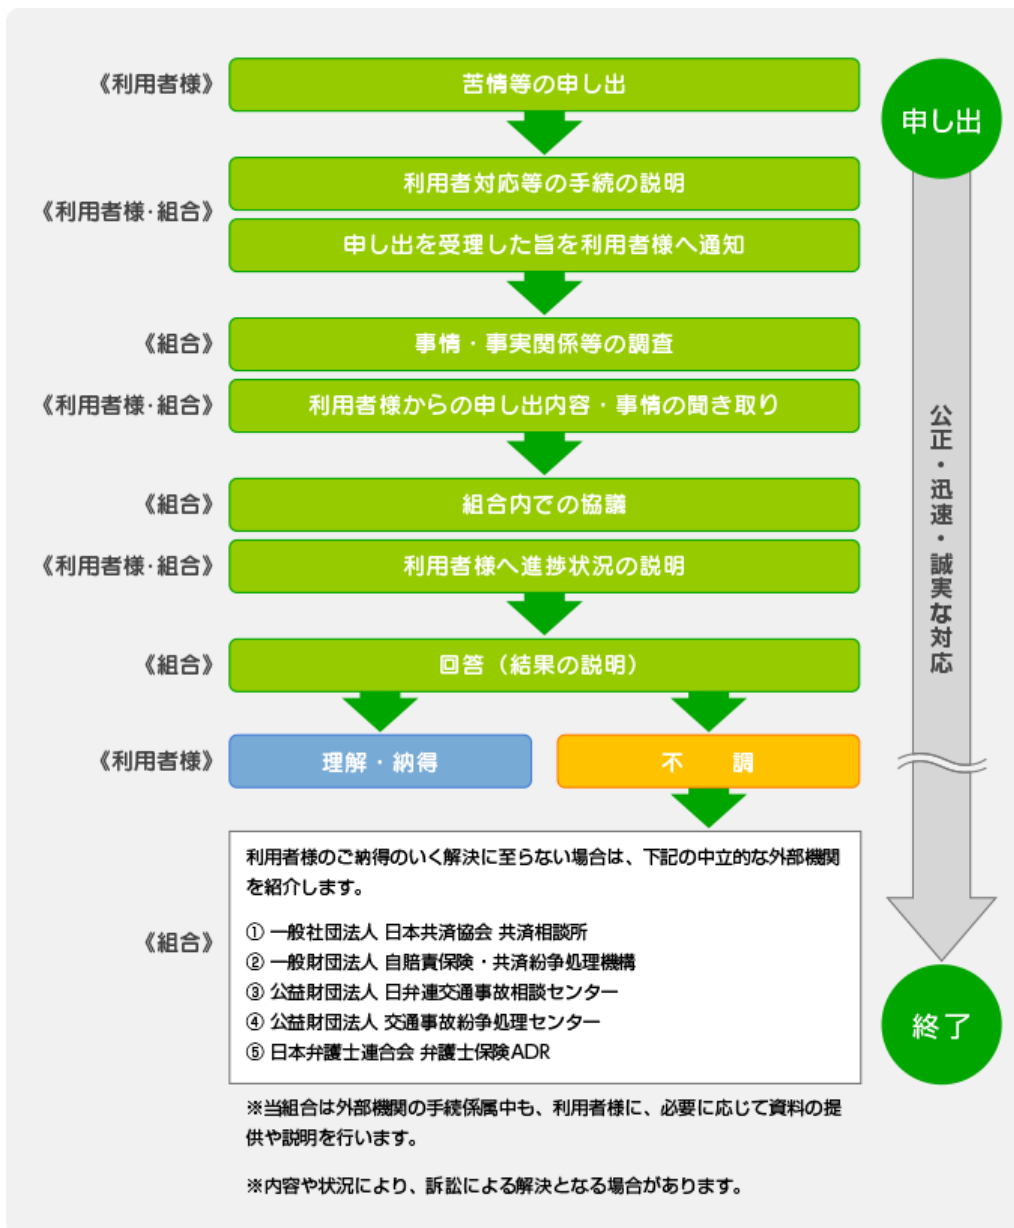 《利用者様》
苦情等の申し出
申し出
《利用者様・組合》
利用者対応等の手続の説明
申し出を受理した旨を利用者様へ通知
《組合》
事情・事実関係等の調査
《利用者様・組合》
利用者様からの申し出内容・事情の聞き取り
《組合》
組合内での協議
《利用者様・組合》
利用者様へ進捗状況の説明
《組合》
回答（結果の説明）
《利用者様》
理解・納得
不　調
公正・迅速・誠実な対応
《組合》
利用者様のご納得のいく解決に至らない場合は、下記の中立的な外部機関
を紹介します。
① 一般社団法人 日本共済協会 共済相談所
② 一般財団法人 自賠責保険・共済紛争処理機構
③ 公益財団法人 日弁連交通事故相談センター
④ 公益財団法人 交通事故紛争処理センター
⑤ 日本弁護士連合会 弁護士保険ADR
終了
※当組合は外部機関の手続係属中も、利用者様に、必要に応じて資料の提
供や説明を行います。
※内容や状況により、訴訟による解決となる場合があります。